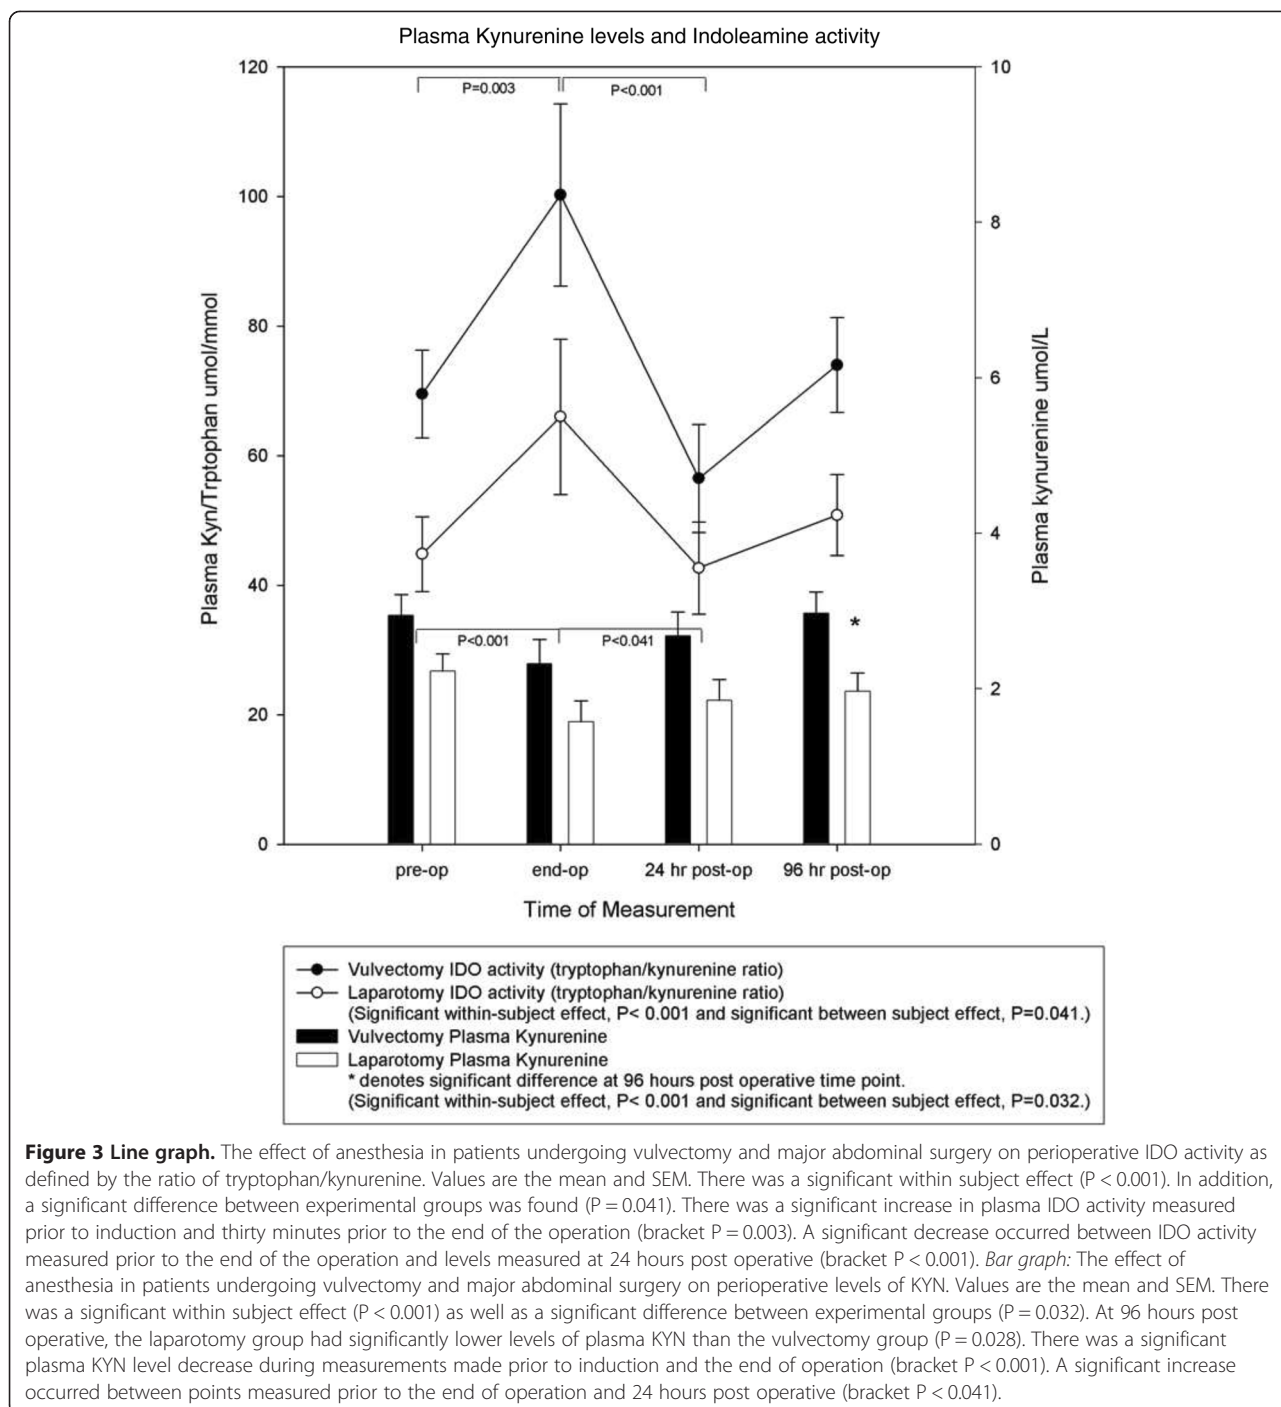 Plasma Kynurenine levels and Indoleamine activity
120
10
P=0.003
P<0.001
100
8
80
6
60
4
40
P<0.001
P<0.041
*
2
20
0
0
Plasma Kyn/Trptophan umol/mmol
Plasma kynurenine umol/L
pre-op
end-op
24 hr post-op
96 hr post-op
Time of Measurement
Vulvectomy IDO activity (tryptophan/kynurenine ratio)
Laparotomy IDO activity (tryptophan/kynurenine ratio)
(Significant within-subject effect, P< 0.001 and significant between subject effect, P=0.041.)
Vulvectomy Plasma Kynurenine
Laparotomy Plasma Kynurenine
* denotes significant difference at 96 hours post operative time point.
(Significant within-subject effect, P< 0.001 and significant between subject effect, P=0.032.)
Figure 3 Line graph. The effect of anesthesia in patients undergoing vulvectomy and major abdominal surgery on perioperative IDO activity as
defined by the ratio of tryptophan/kynurenine. Values are the mean and SEM. There was a significant within subject effect (P < 0.001). In addition,
a significant difference between experimental groups was found (P = 0.041). There was a significant increase in plasma IDO activity measured
prior to induction and thirty minutes prior to the end of the operation (bracket P = 0.003). A significant decrease occurred between IDO activity
measured prior to the end of the operation and levels measured at 24 hours post operative (bracket P < 0.001). Bar graph: The effect of
anesthesia in patients undergoing vulvectomy and major abdominal surgery on perioperative levels of KYN. Values are the mean and SEM. There
was a significant within subject effect (P < 0.001) as well as a significant difference between experimental groups (P = 0.032). At 96 hours post
operative, the laparotomy group had significantly lower levels of plasma KYN than the vulvectomy group (P = 0.028). There was a significant
plasma KYN level decrease during measurements made prior to induction and the end of operation (bracket P < 0.001). A significant increase
occurred between points measured prior to the end of operation and 24 hours post operative (bracket P < 0.041).